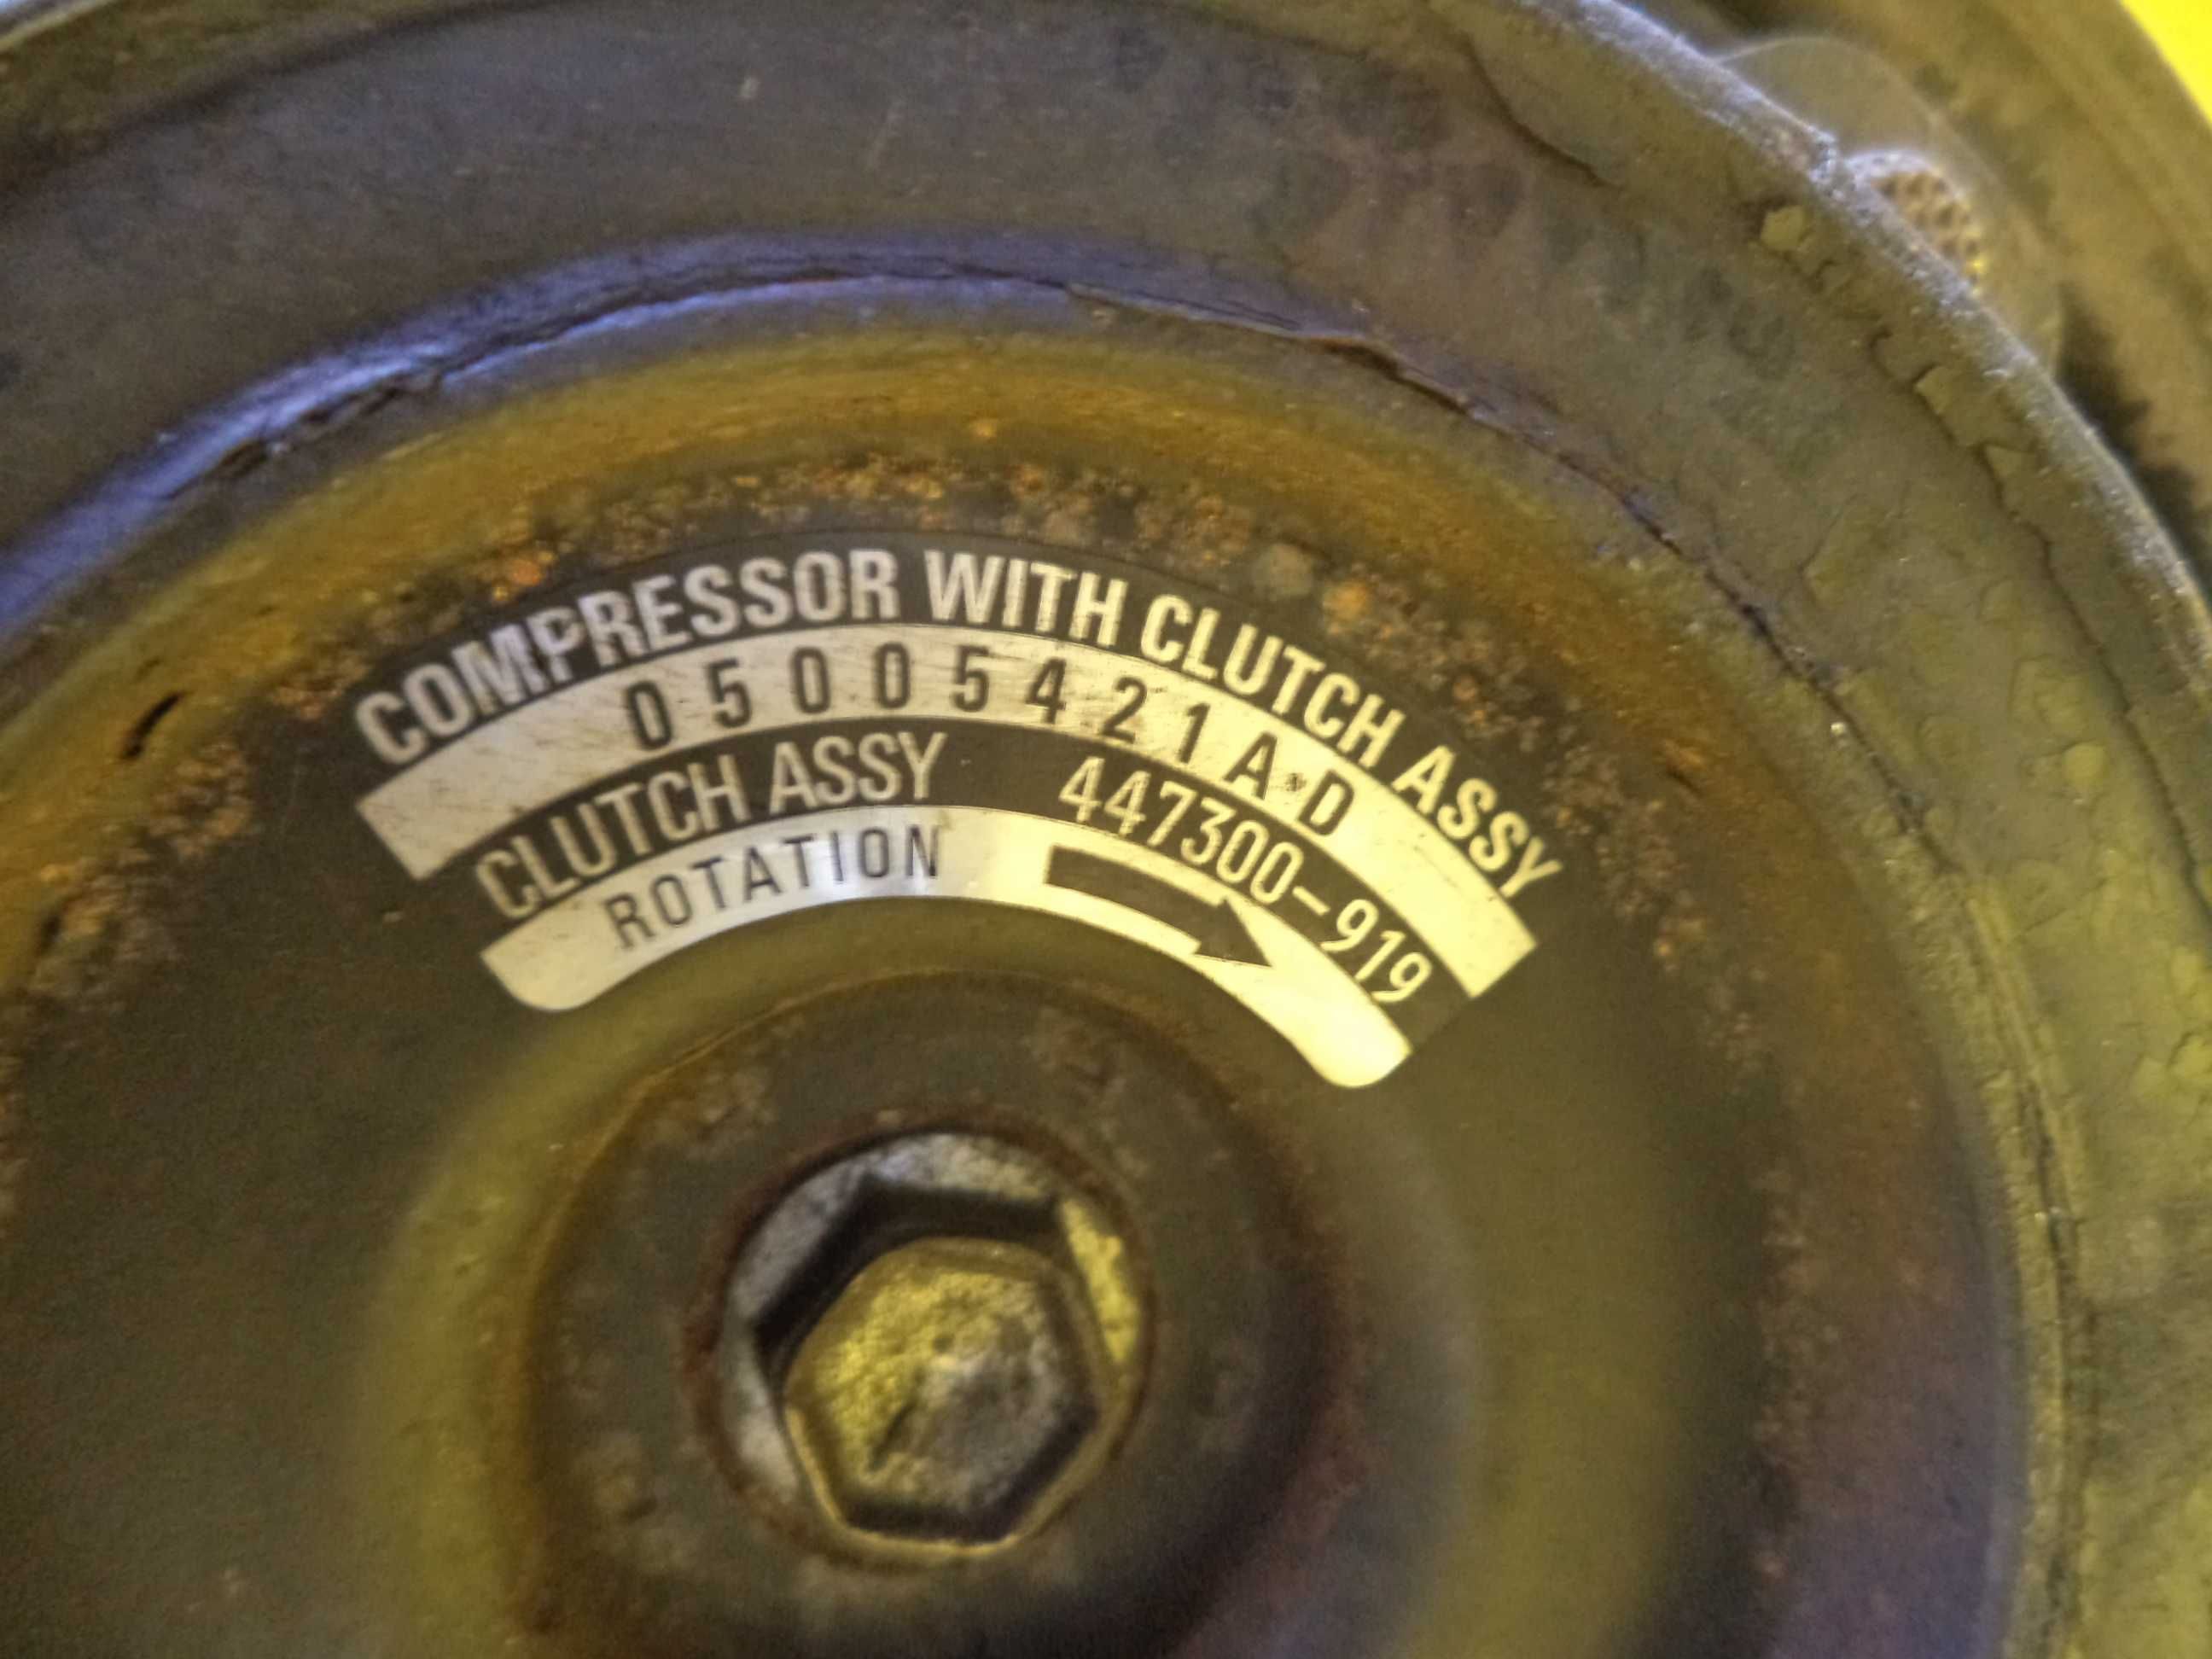 COMPRESSOR WITH CLUTCH ASSY
05005421AD
CLUTCH ASSY 447300-919
ROTATION